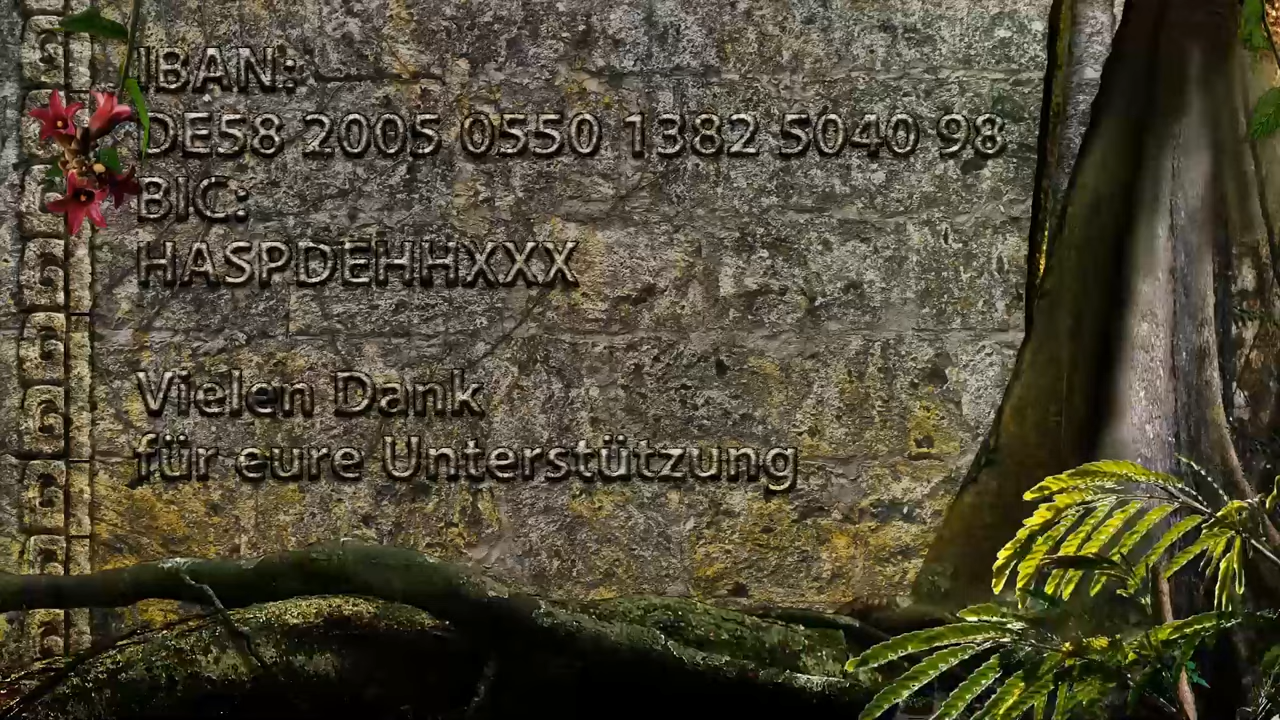 IBAN:
DE58 2005 0550 1382 5040 98
BIC:
HASPDEHHXXX
Vielen Dank
für eure Unterstützung